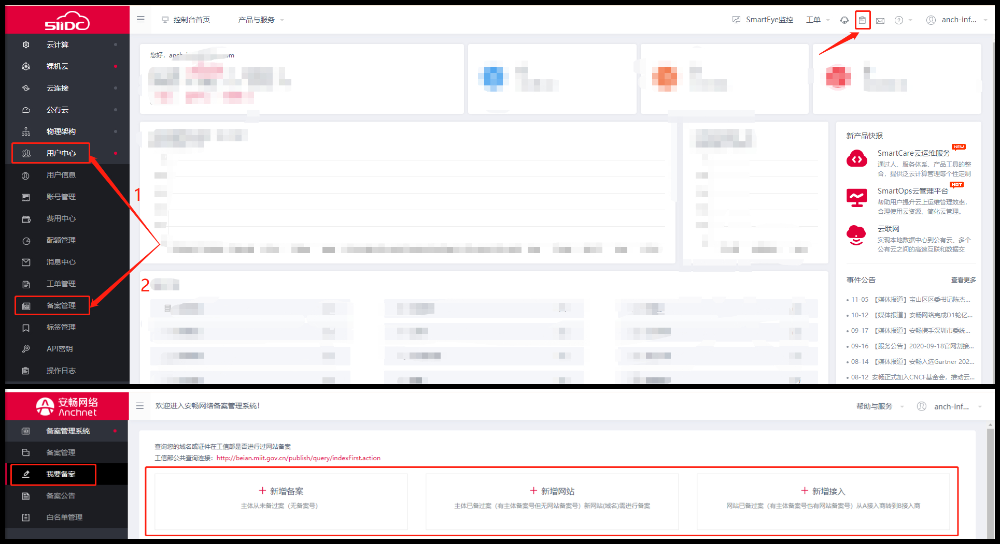 51IDC
控制台首页
产品与服务
SmartEye监控
工单
anch-inf...
云计算
裸机云
云连接
公有云
物理架构
用户中心
用户信息
账号管理
费用中心
配额管理
消息中心
工单管理
备案管理
标签管理
API密钥
操作日志
1
2
您好，anch
om
新产品快报
SmartCare云运维服务
NEW
通过人、服务体系、产品工具的整
合，提供泛云计算管理等个性定制
SmartOps云管理平台
HOT
帮助用户提升云上运维管理效率，
合理使用云资源、简化云管理。
云联网
实现本地数据中心到公有云、多个
公有云之间的高速互联和数据交
事件公告
查看更多
11-05 【媒体报道】宝山区区委书记陈杰...
10-12 【媒体报道】安畅网络完成D1轮亿...
09-17 【媒体报道】安畅携手深圳市委统...
09-16 【服务公告】2020-09-18官网割接...
08-14 【媒体报道】安畅入选Gartner 202...
08-12 安畅正式加入CNCF基金会，推动云...
安畅网络
Anchnet
欢迎进入安畅网络备案管理系统！
帮助与服务
anch-inf...
备案管理系统
备案管理
我要备案
备案公告
白名单管理
查询您的域名或证件在工信部是否进行过网站备案
工信部公共查询连接：http://beian.miit.gov.cn/publish/query/indexFirst.action
+ 新增备案
主体从未备过案（无备案号）
+ 新增网站
主体已备过案（有主体备案号但无网站备案号）新网站(域名)需进行备案
+ 新增接入
网站已备过案（有主体备案号也有网站备案号）从A接入商转到B接入商